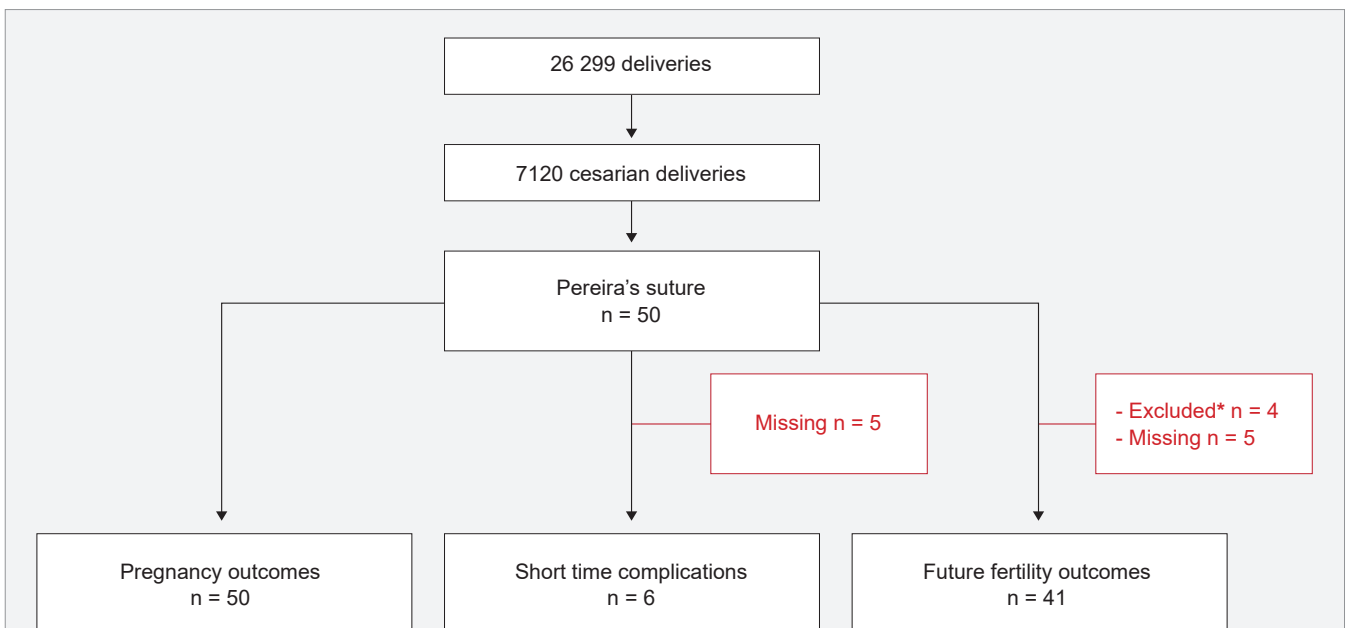 26 299 deliveries
7120 cesarian deliveries
Pereira’s suture
n = 50
Missing n = 5
- Excluded* n = 4
- Missing n = 5
Pregnancy outcomes
n = 50
Short time complications
n = 6
Future fertility outcomes
n = 41